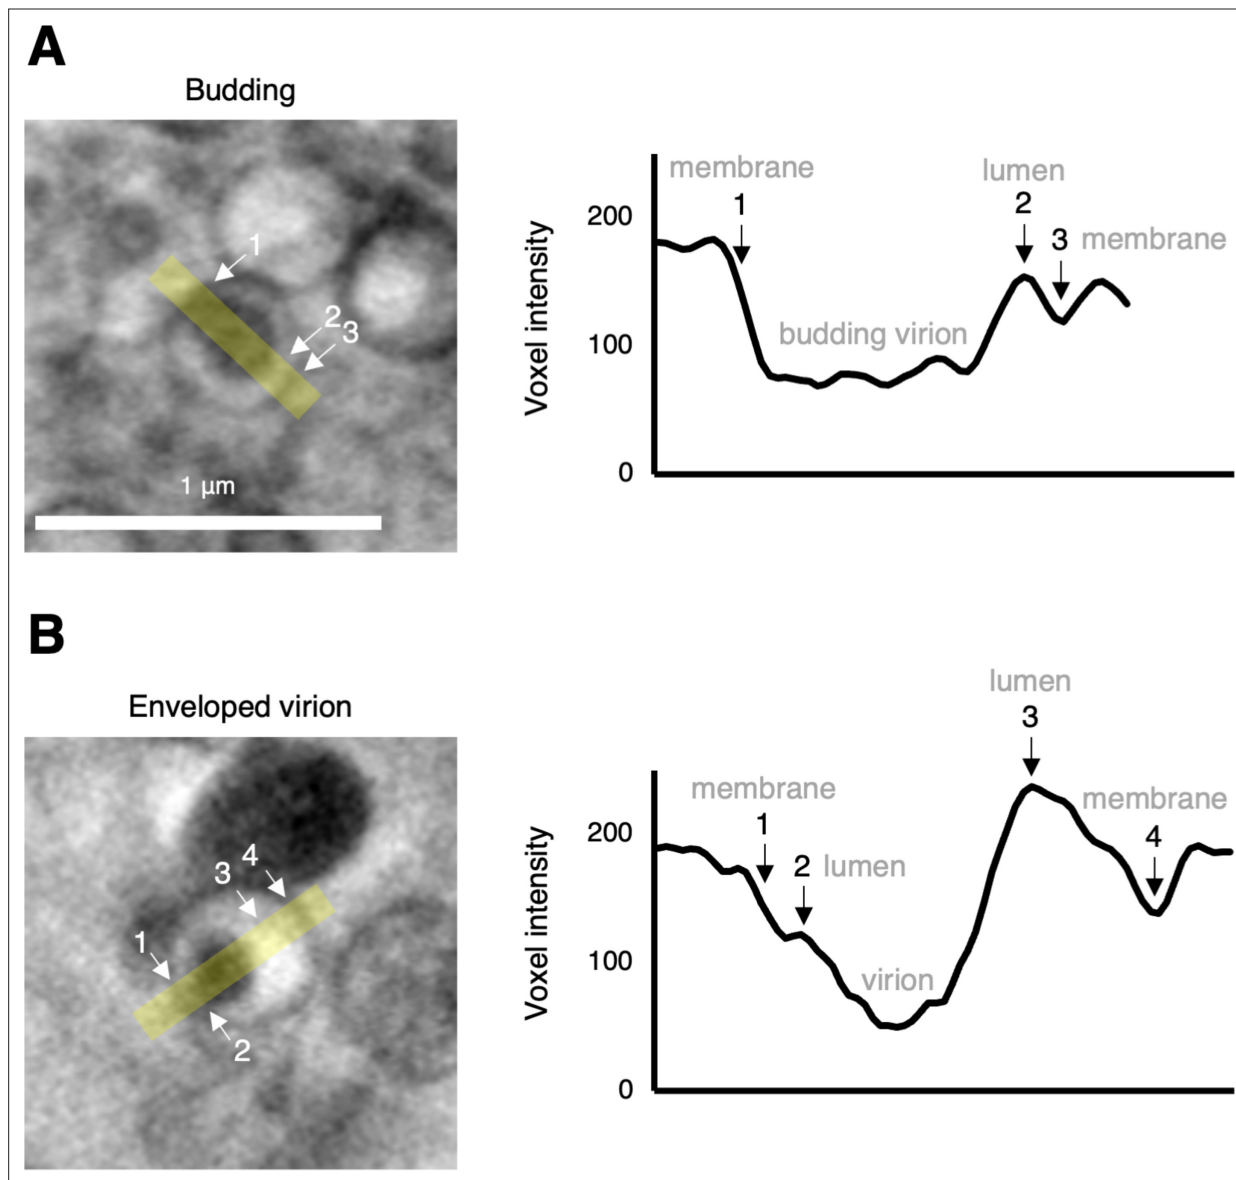 A
Budding
1
2
3
1 µm
Voxel intensity
200
100
0
membrane
1
lumen
2
3 membrane
budding virion
B
Enveloped virion
1
2
3
4
Voxel intensity
200
100
0
membrane
1
2 lumen
virion
lumen
3
membrane
4